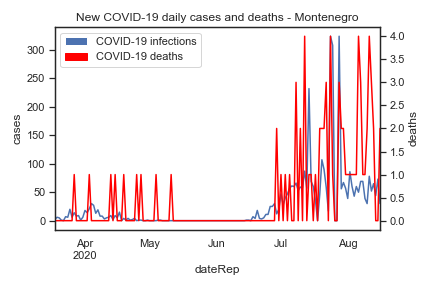 New COVID-19 daily cases and deaths - Montenegro
COVID-19 infections
COVID-19 deaths
cases
300
250
200
150
100
50
0
4.0
3.5
3.0
2.5
2.0
1.5
1.0
0.5
0.0
deaths
Apr May Jun Jul Aug
2020
dateRep